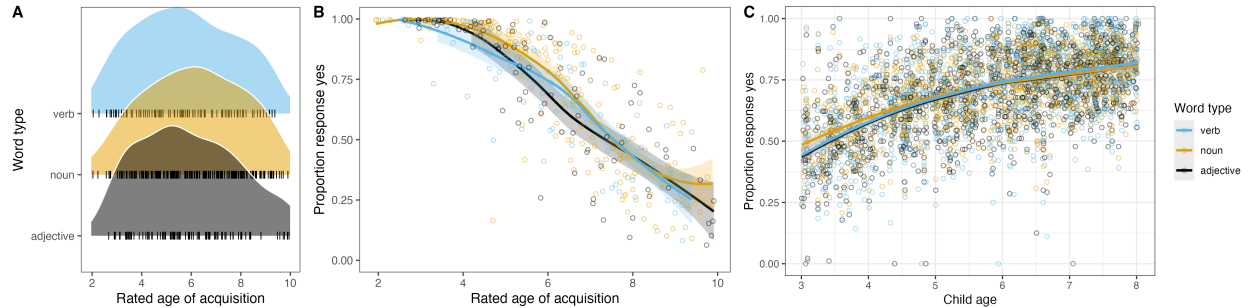 A
Word type
verb
noun
adjective
2
4
6
8
10
Rated age of acquisition
B
Proportion response yes
1.00
0.75
0.50
0.25
0.00
2
4
6
8
10
Rated age of acquisition
C
Proportion response yes
1.00
0.75
0.50
0.25
0.00
3
4
5
6
7
8
Child age
Word type
verb
noun
adjective